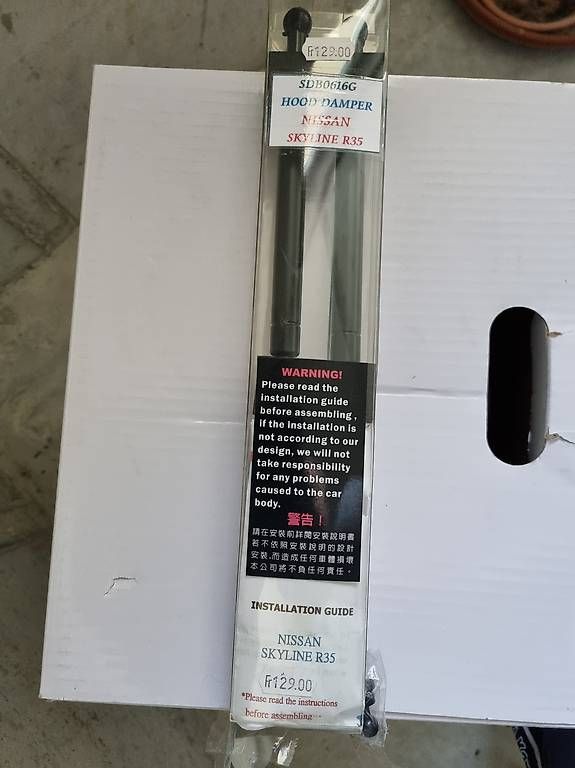 Fr129.00
SDB0616G
HOOD DAMPER
NISSAN
SKYLINE R35
WARNING!
Please read the
installation guide
before assembling ,
if the installation is
not according to our
design, we will not
take responsibility
for any problems
caused to the car
body.
警告！
請在安裝前詳閱安裝說明書
若不依照安裝說明的設計
安裝,而造成任何車體損壞
本公司將不負任何責任。
INSTALLATION GUIDE
NISSAN
SKYLINE R35
Fr129.00
*Please read the instructions
before assembling